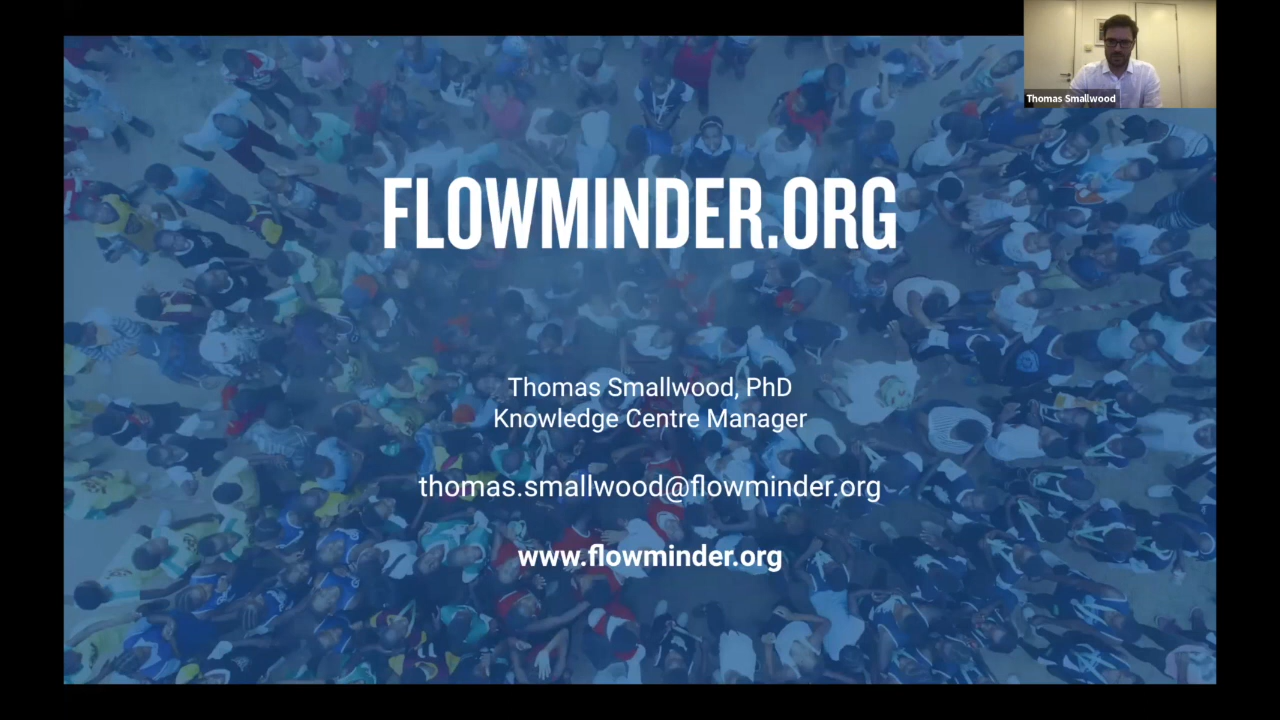 Thomas Smallwood
FLOWMINDER.ORG
Thomas Smallwood, PhD
Knowledge Centre Manager
thomas.smallwood@flowminder.org
www.flowminder.org